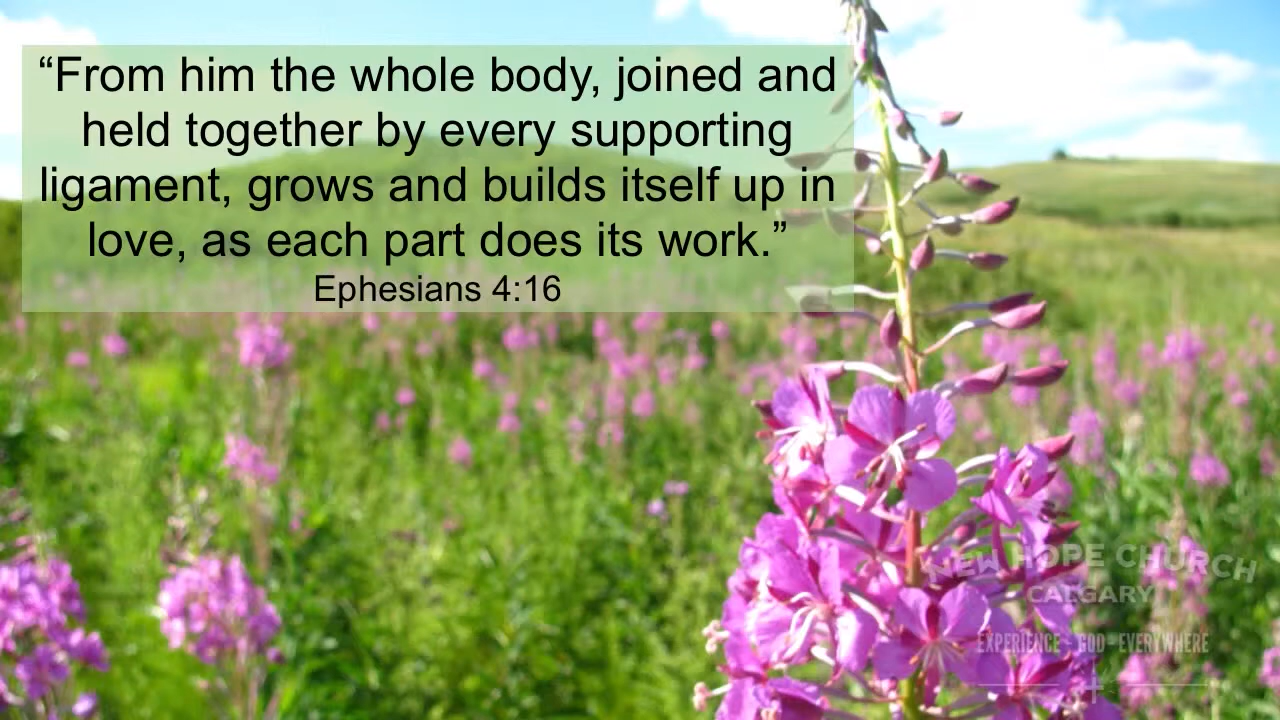 “From him the whole body, joined and
held together by every supporting
ligament, grows and builds itself up in
love, as each part does its work.”
Ephesians 4:16
NEW HOPE CHURCH
CALGARY
EXPERIENCE - GOD - EVERYWHERE